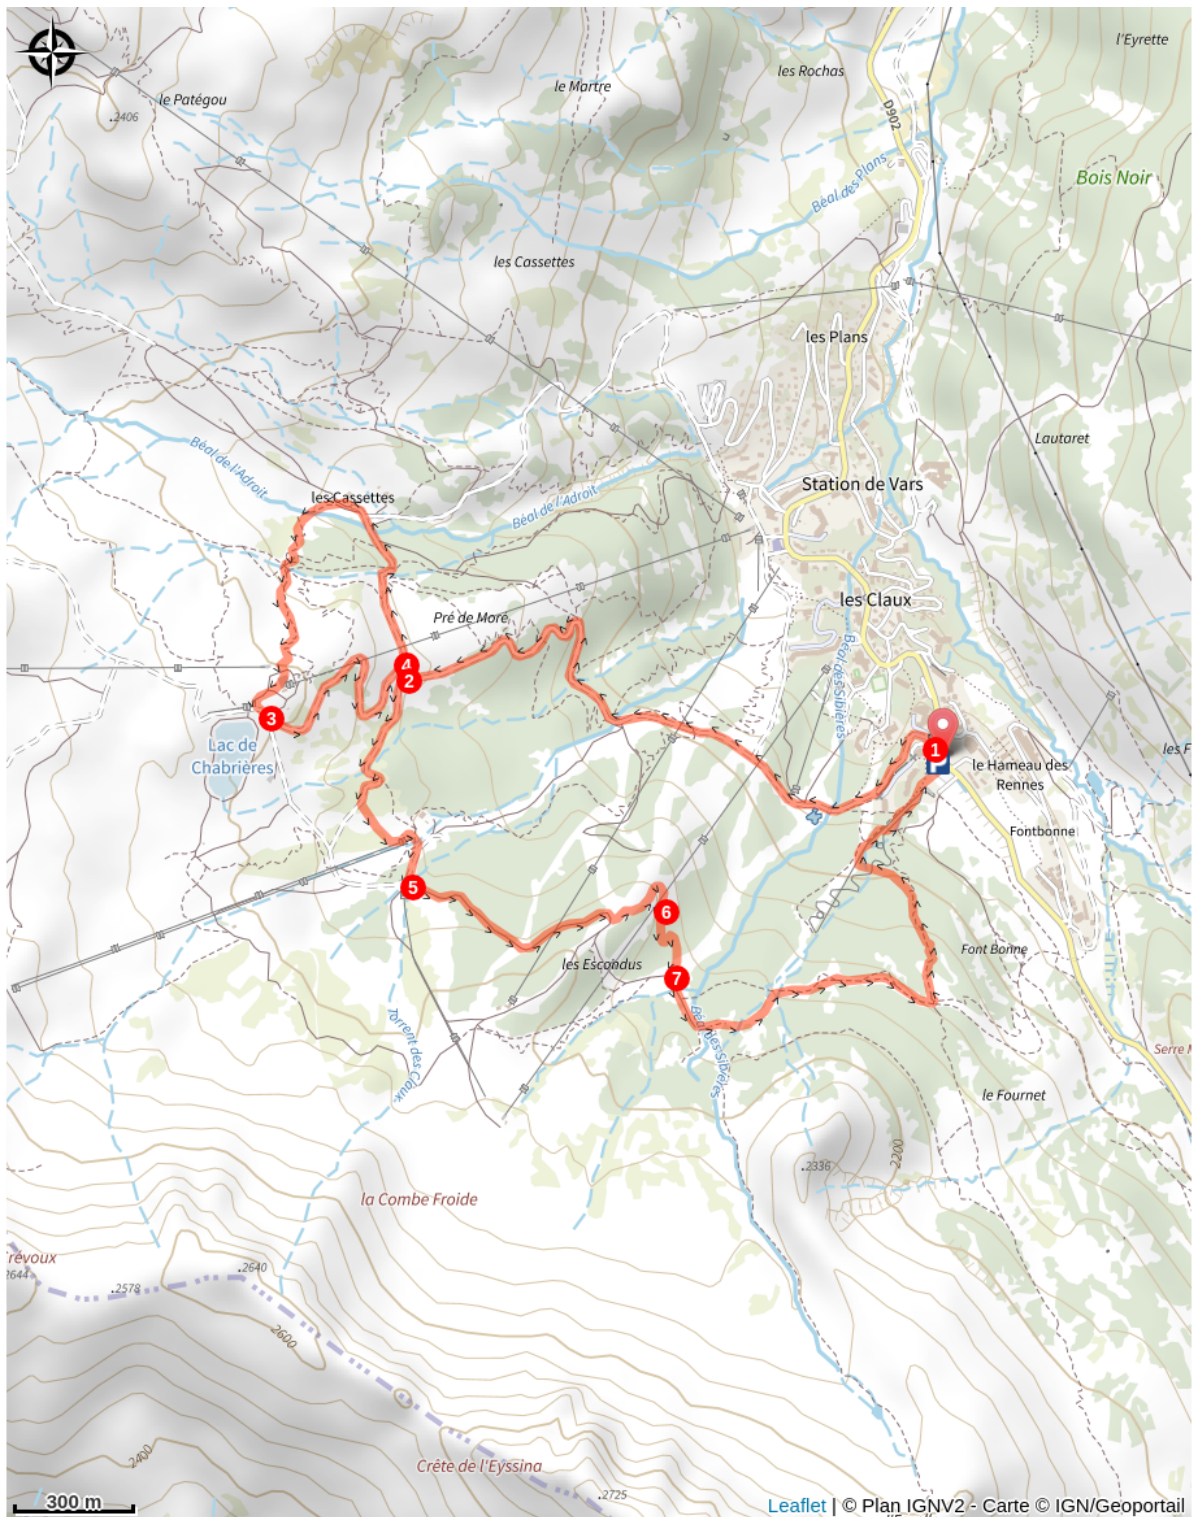 l'Eyrette
les Rochas
le Martre
le Patégou
.2406
D902
Béal des Plans
Bois Noir
les Cassettes
les Plans
Lautaret
Béal de l'Adroit
Station de Vars
les Cassettes
Béal de l'Adroit
les Claux
Pré de More
Béal des Sibières
4
2
3
1
P
Lac de
Chabrières
le Hameau des
Rennes
les F
Fontbonne
5
6
les Escondus
Font Bonne
7
Torrent des Claux
Béal des Sibières
Serre M
le Fournet
2200
.2336
la Combe Froide
révoux
2644
.2578
.2640
2600
2400
Crête de l'Eyssina
.2725
300 m
Leaflet | © Plan IGNV2 - Carte © IGN/Geoportail